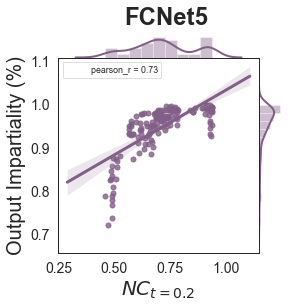 FCNet5
pearson_r = 0.73
Output Impartiality (%)
1.1
1.0
0.9
0.8
0.7
0.25
0.50
0.75
1.00
NC_{t=0.2}